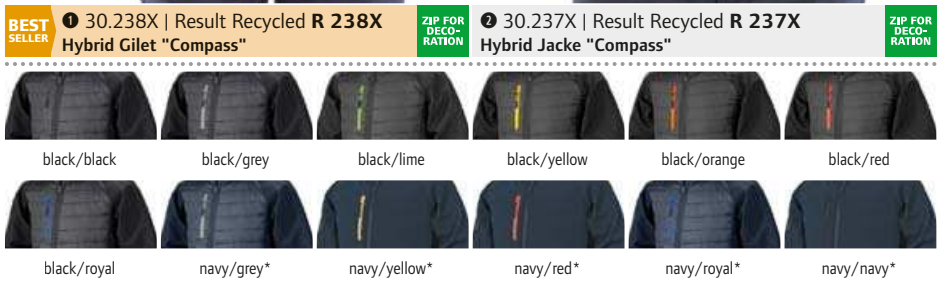 BEST
SELLER
❶ 30.238X | Result Recycled R 238X
Hybrid Gilet "Compass"
ZIP FOR
DECO-
RATION
❷ 30.237X | Result Recycled R 237X
Hybrid Jacke "Compass"
ZIP FOR
DECO-
RATION
black/black
black/grey
black/lime
black/yellow
black/orange
black/red
black/royal
navy/grey*
navy/yellow*
navy/red*
navy/royal*
navy/navy*